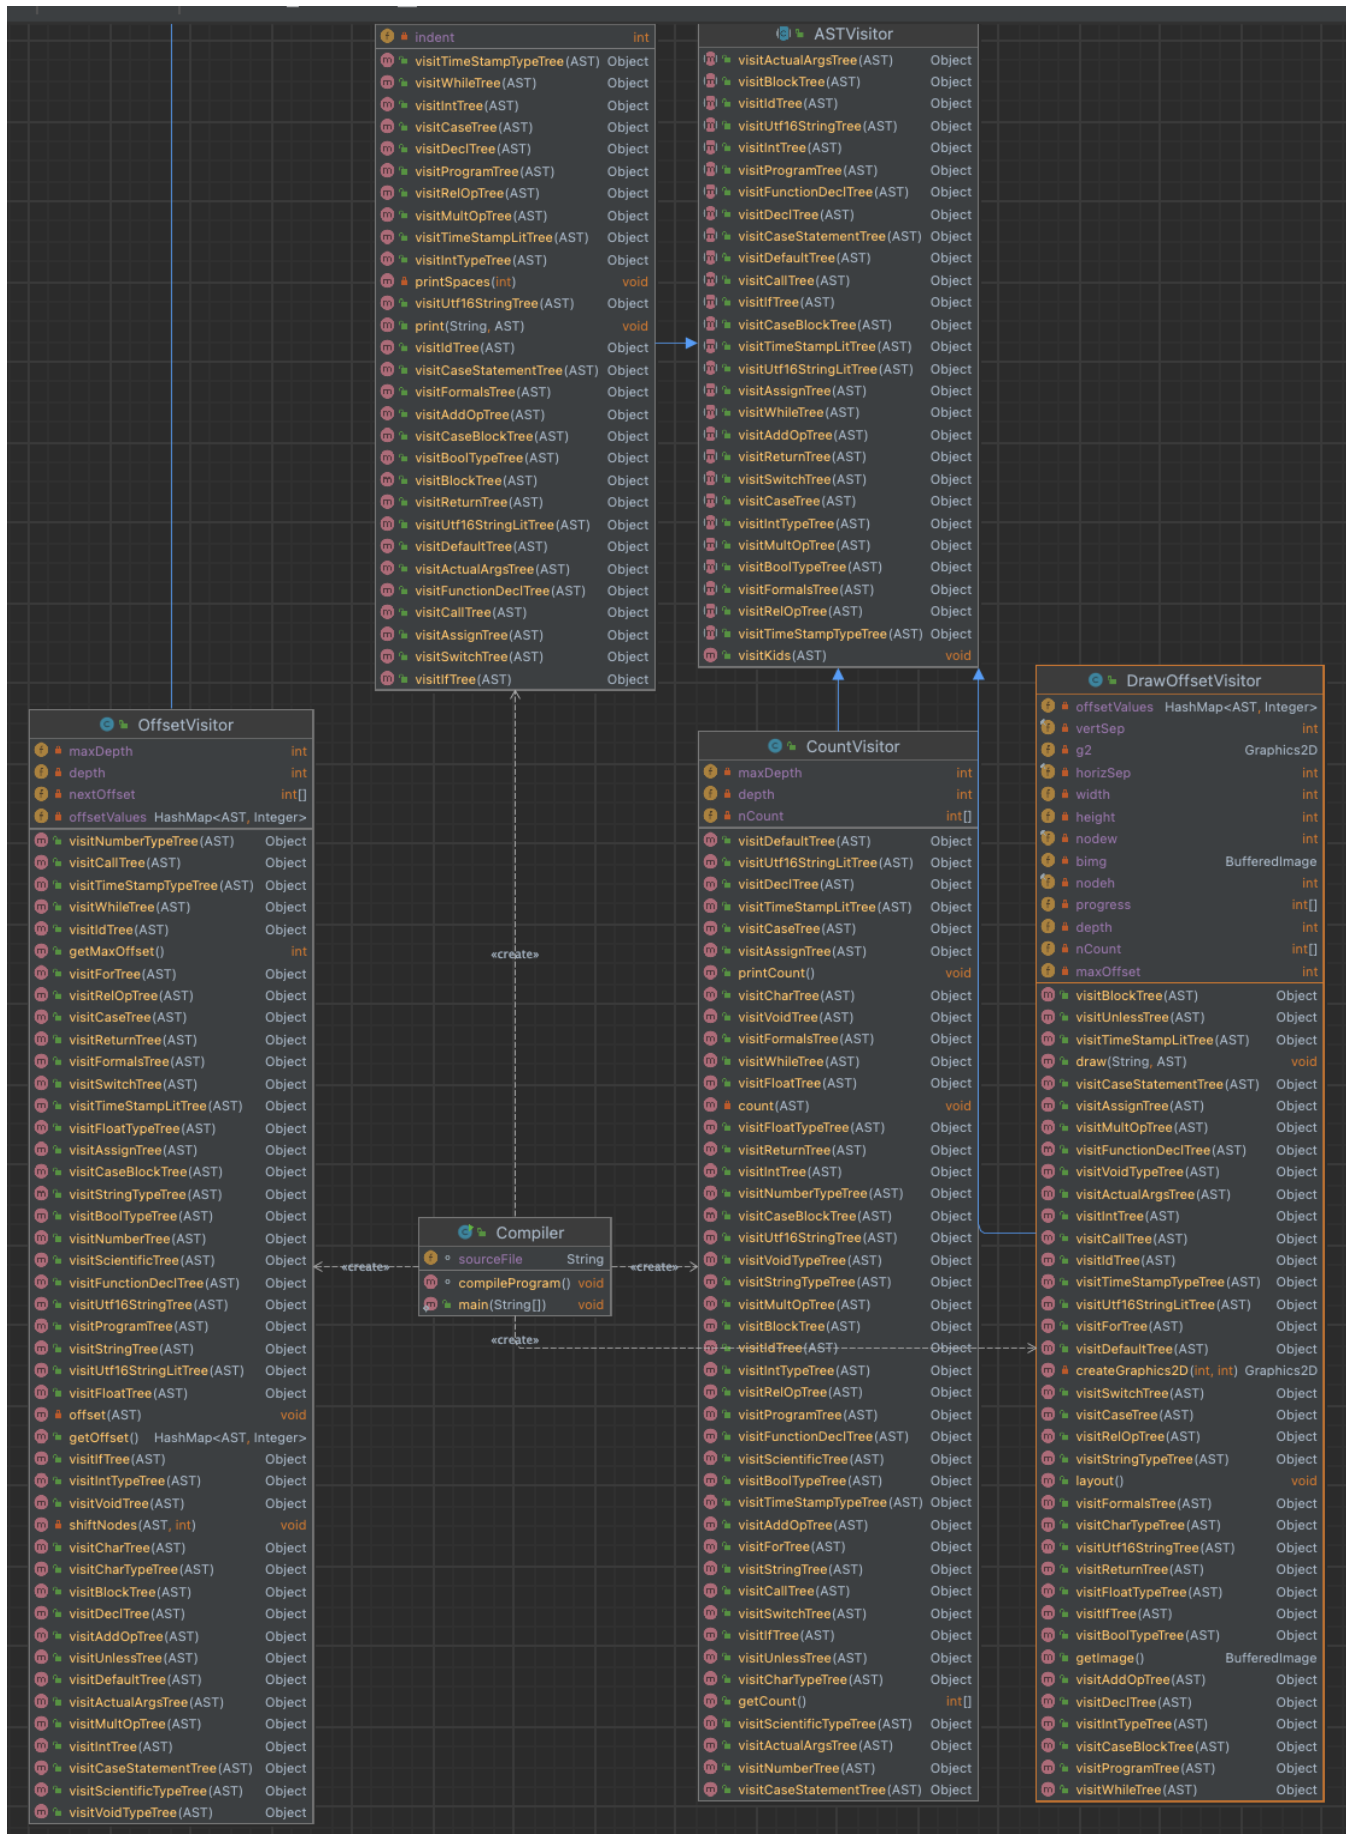 indent int
visitTimeStampTypeTree(AST) Object
visitWhileTree(AST) Object
visitIntTree(AST) Object
visitCaseTree(AST) Object
visitDeclTree(AST) Object
visitProgramTree(AST) Object
visitRelOpTree(AST) Object
visitMultOpTree(AST) Object
visitTimeStampLitTree(AST) Object
visitIntTypeTree(AST) Object
printSpaces(int) void
visitUtf16StringTree(AST) Object
print(String, AST) void
visitIdTree(AST) Object
visitCaseStatementTree(AST) Object
visitFormalsTree(AST) Object
visitAddOpTree(AST) Object
visitCaseBlockTree(AST) Object
visitBoolTypeTree(AST) Object
visitBlockTree(AST) Object
visitReturnTree(AST) Object
visitUtf16StringLitTree(AST) Object
visitDefaultTree(AST) Object
visitActualArgsTree(AST) Object
visitFunctionDeclTree(AST) Object
visitCallTree(AST) Object
visitAssignTree(AST) Object
visitSwitchTree(AST) Object
visitIfTree(AST) Object
ASTVisitor
visitActualArgsTree(AST) Object
visitBlockTree(AST) Object
visitIdTree(AST) Object
visitUtf16StringTree(AST) Object
visitIntTree(AST) Object
visitProgramTree(AST) Object
visitFunctionDeclTree(AST) Object
visitDeclTree(AST) Object
visitCaseStatementTree(AST) Object
visitDefaultTree(AST) Object
visitCallTree(AST) Object
visitIfTree(AST) Object
visitCaseBlockTree(AST) Object
visitTimeStampLitTree(AST) Object
visitUtf16StringLitTree(AST) Object
visitAssignTree(AST) Object
visitWhileTree(AST) Object
visitAddOpTree(AST) Object
visitReturnTree(AST) Object
visitSwitchTree(AST) Object
visitCaseTree(AST) Object
visitIntTypeTree(AST) Object
visitMultOpTree(AST) Object
visitBoolTypeTree(AST) Object
visitFormalsTree(AST) Object
visitRelOpTree(AST) Object
visitTimeStampTypeTree(AST) Object
visitKids(AST) void
OffsetVisitor
maxDepth int
depth int
nextOffset int[]
offsetValues HashMap<AST, Integer>
visitNumberTypeTree(AST) Object
visitCallTree(AST) Object
visitTimeStampTypeTree(AST) Object
visitWhileTree(AST) Object
visitIdTree(AST) Object
getMaxOffset() int
visitForTree(AST) Object
visitRelOpTree(AST) Object
visitCaseTree(AST) Object
visitReturnTree(AST) Object
visitFormalsTree(AST) Object
visitSwitchTree(AST) Object
visitTimeStampLitTree(AST) Object
visitFloatTypeTree(AST) Object
visitAssignTree(AST) Object
visitCaseBlockTree(AST) Object
visitStringTypeTree(AST) Object
visitBoolTypeTree(AST) Object
visitNumberTree(AST) Object
visitScientificTree(AST) Object
visitFunctionDeclTree(AST) Object
visitUtf16StringTree(AST) Object
visitProgramTree(AST) Object
visitStringTree(AST) Object
visitUtf16StringLitTree(AST) Object
visitFloatTree(AST) Object
offset(AST) void
getOffset() HashMap<AST, Integer>
visitIfTree(AST) Object
visitIntTypeTree(AST) Object
visitVoidTree(AST) Object
shiftNodes(AST, int) void
visitCharTree(AST) Object
visitCharTypeTree(AST) Object
visitBlockTree(AST) Object
visitDeclTree(AST) Object
visitAddOpTree(AST) Object
visitUnlessTree(AST) Object
visitDefaultTree(AST) Object
visitActualArgsTree(AST) Object
visitMultOpTree(AST) Object
visitIntTree(AST) Object
visitCaseStatementTree(AST) Object
visitScientificTypeTree(AST) Object
visitVoidTypeTree(AST) Object
«create»
Compiler
sourceFile String
compileProgram() void
main(String[]) void
«create»
«create»
«create»
CountVisitor
maxDepth int
depth int
nCount int[]
visitDefaultTree(AST) Object
visitUtf16StringLitTree(AST) Object
visitDeclTree(AST) Object
visitTimeStampLitTree(AST) Object
visitCaseTree(AST) Object
visitAssignTree(AST) Object
printCount() void
visitCharTree(AST) Object
visitVoidTree(AST) Object
visitFormalsTree(AST) Object
visitWhileTree(AST) Object
visitFloatTree(AST) Object
count(AST) void
visitFloatTypeTree(AST) Object
visitReturnTree(AST) Object
visitIntTree(AST) Object
visitNumberTypeTree(AST) Object
visitCaseBlockTree(AST) Object
visitUtf16StringTree(AST) Object
visitVoidTypeTree(AST) Object
visitStringTypeTree(AST) Object
visitMultOpTree(AST) Object
visitBlockTree(AST) Object
visitIdTree(AST) Object
visitIntTypeTree(AST) Object
visitRelOpTree(AST) Object
visitProgramTree(AST) Object
visitFunctionDeclTree(AST) Object
visitScientificTree(AST) Object
visitBoolTypeTree(AST) Object
visitTimeStampTypeTree(AST) Object
visitAddOpTree(AST) Object
visitForTree(AST) Object
visitStringTree(AST) Object
visitCallTree(AST) Object
visitSwitchTree(AST) Object
visitIfTree(AST) Object
visitUnlessTree(AST) Object
visitCharTypeTree(AST) Object
getCount() int[]
visitScientificTypeTree(AST) Object
visitActualArgsTree(AST) Object
visitNumberTree(AST) Object
visitCaseStatementTree(AST) Object
DrawOffsetVisitor
offsetValues HashMap<AST, Integer>
vertSep int
g2 Graphics2D
horizSep int
width int
height int
nodew int
bimg BufferedImage
nodeh int
progress int[]
depth int
nCount int[]
maxOffset int
visitBlockTree(AST) Object
visitUnlessTree(AST) Object
visitTimeStampLitTree(AST) Object
draw(String, AST) void
visitCaseStatementTree(AST) Object
visitAssignTree(AST) Object
visitMultOpTree(AST) Object
visitFunctionDeclTree(AST) Object
visitVoidTypeTree(AST) Object
visitActualArgsTree(AST) Object
visitIntTree(AST) Object
visitCallTree(AST) Object
visitIdTree(AST) Object
visitTimeStampTypeTree(AST) Object
visitUtf16StringLitTree(AST) Object
visitForTree(AST) Object
visitDefaultTree(AST) Object
createGraphics2D(int, int) Graphics2D
visitSwitchTree(AST) Object
visitCaseTree(AST) Object
visitRelOpTree(AST) Object
visitStringTypeTree(AST) Object
layout() void
visitFormalsTree(AST) Object
visitCharTypeTree(AST) Object
visitUtf16StringTree(AST) Object
visitReturnTree(AST) Object
visitFloatTypeTree(AST) Object
visitIfTree(AST) Object
visitBoolTypeTree(AST) Object
getImage() BufferedImage
visitAddOpTree(AST) Object
visitDeclTree(AST) Object
visitIntTypeTree(AST) Object
visitCaseBlockTree(AST) Object
visitProgramTree(AST) Object
visitWhileTree(AST) Object